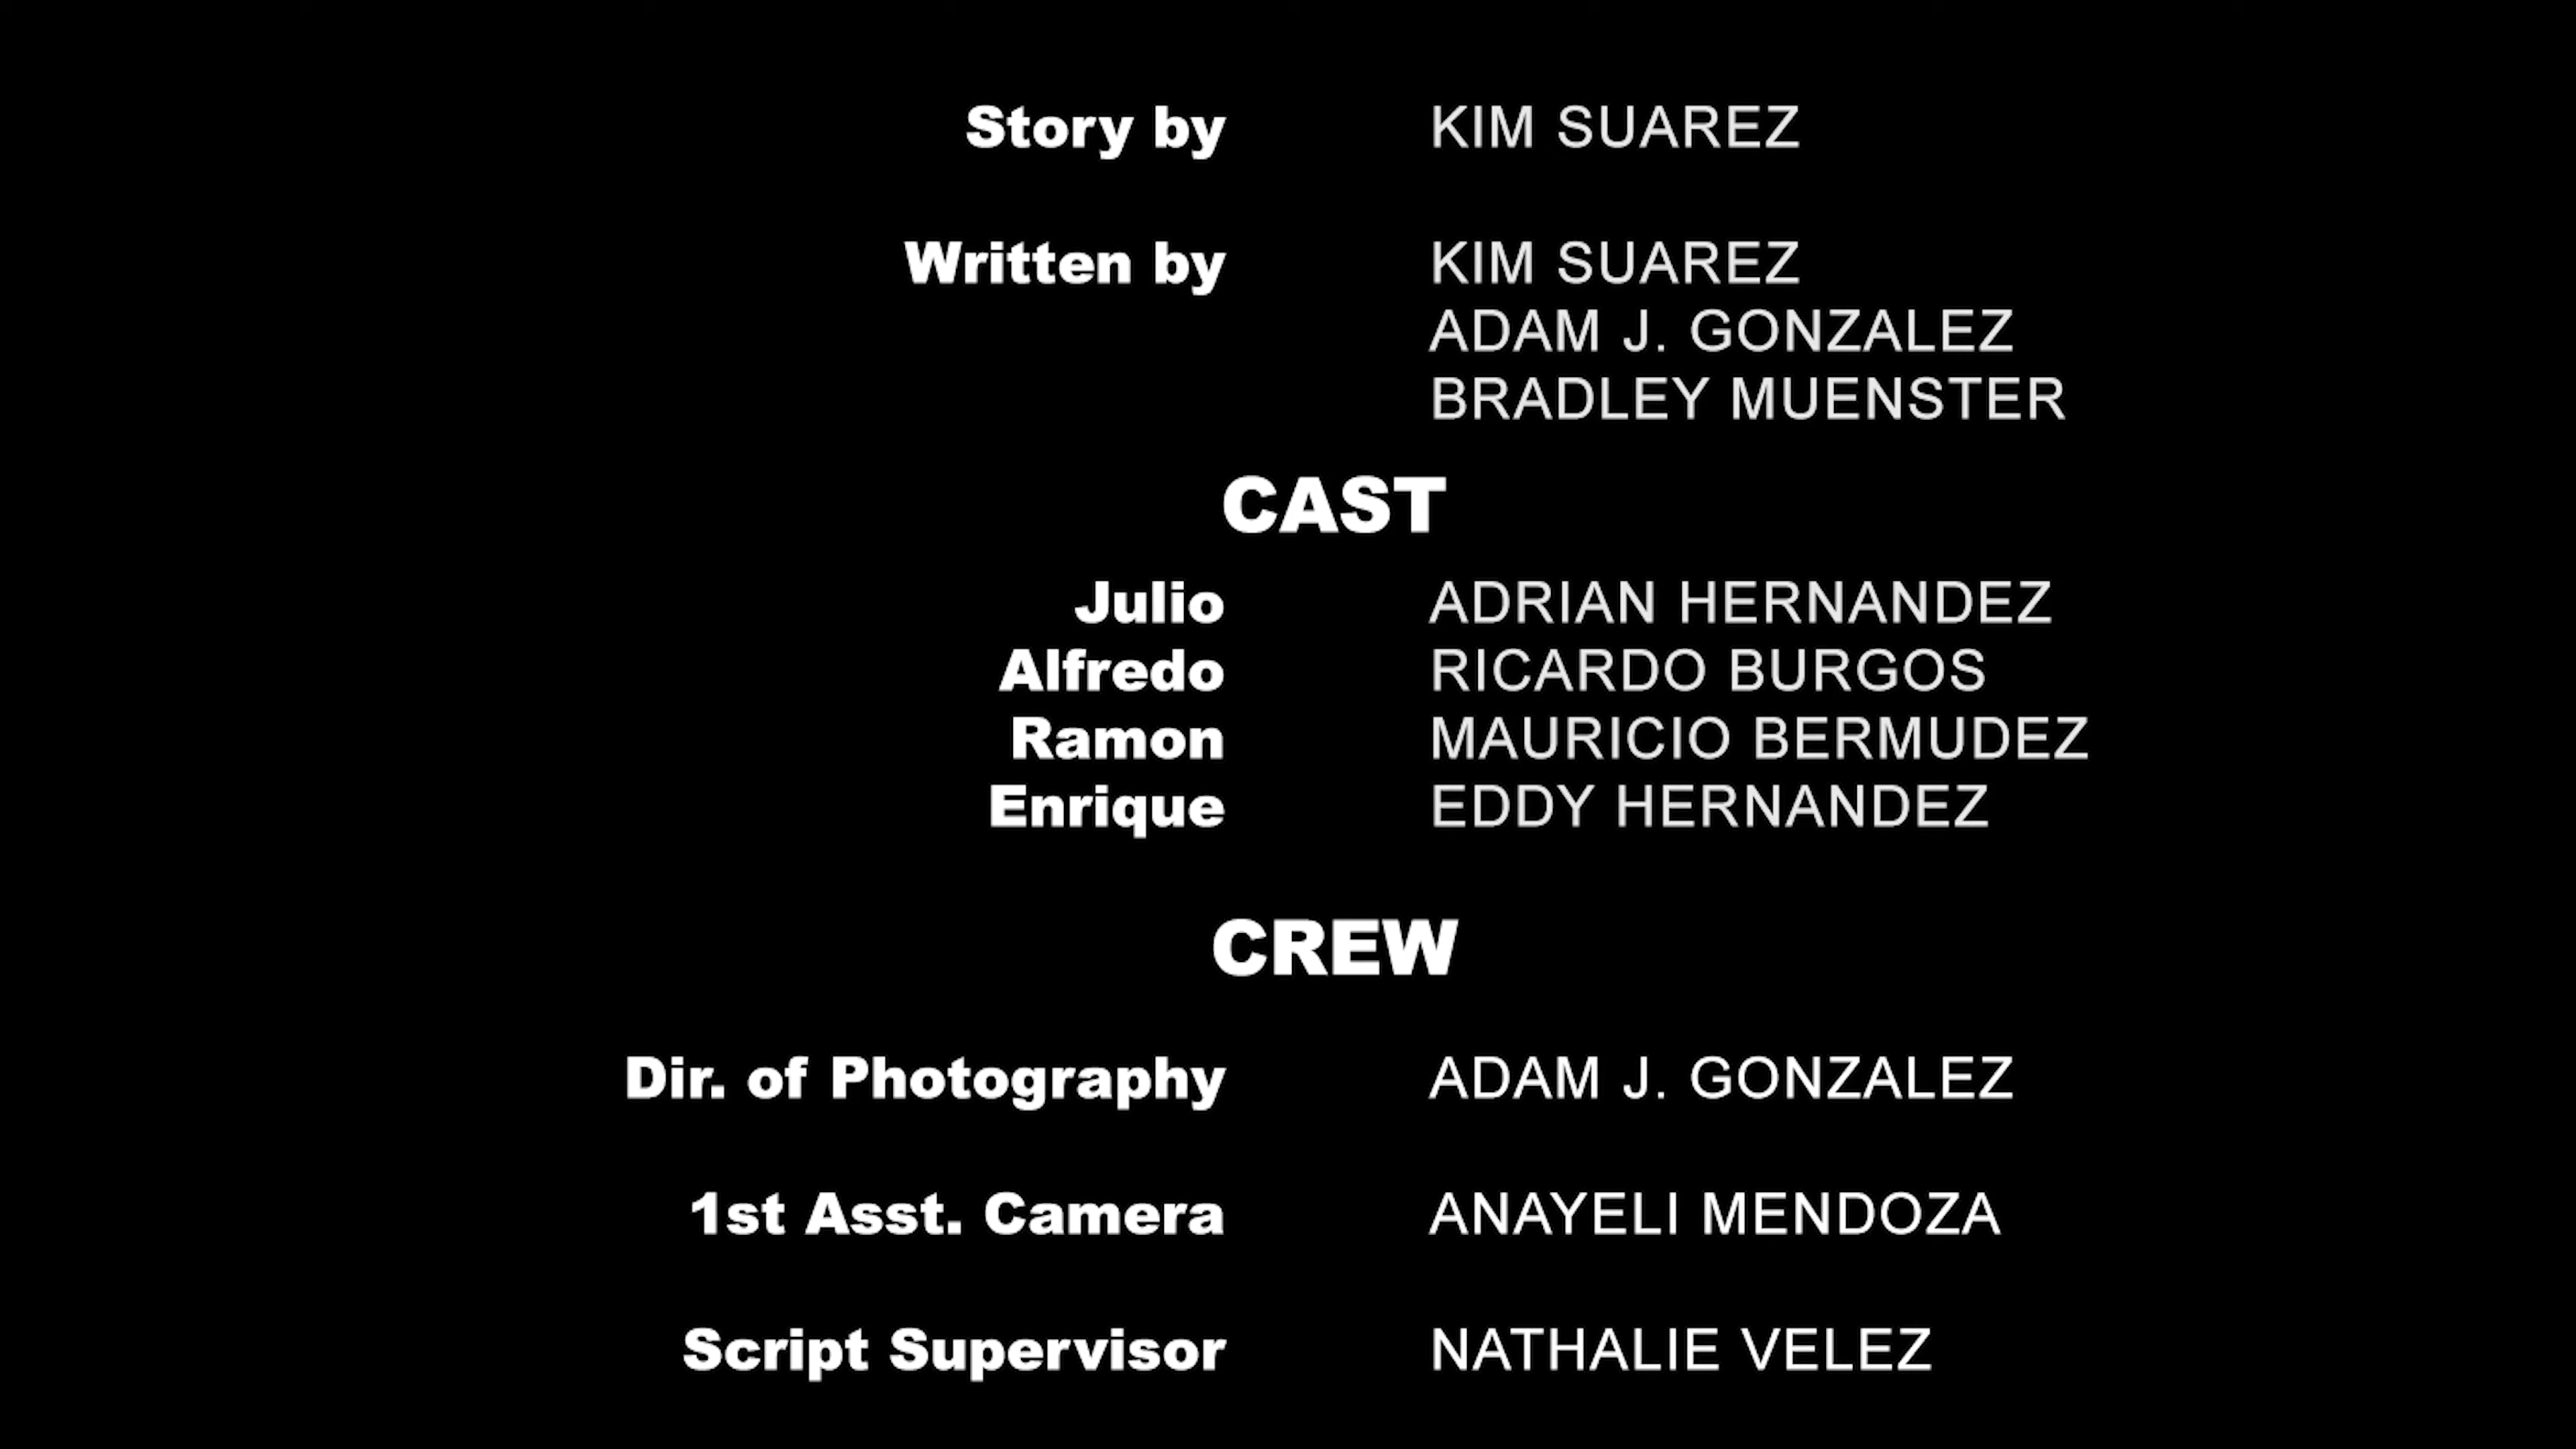 Story by KIM SUAREZ
Written by KIM SUAREZ
ADAM J. GONZALEZ
BRADLEY MUENSTER
CAST
Julio ADRIAN HERNANDEZ
Alfredo RICARDO BURGOS
Ramon MAURICIO BERMUDEZ
Enrique EDDY HERNANDEZ
CREW
Dir. of Photography ADAM J. GONZALEZ
1st Asst. Camera ANAYELI MENDOZA
Script Supervisor NATHALIE VELEZ